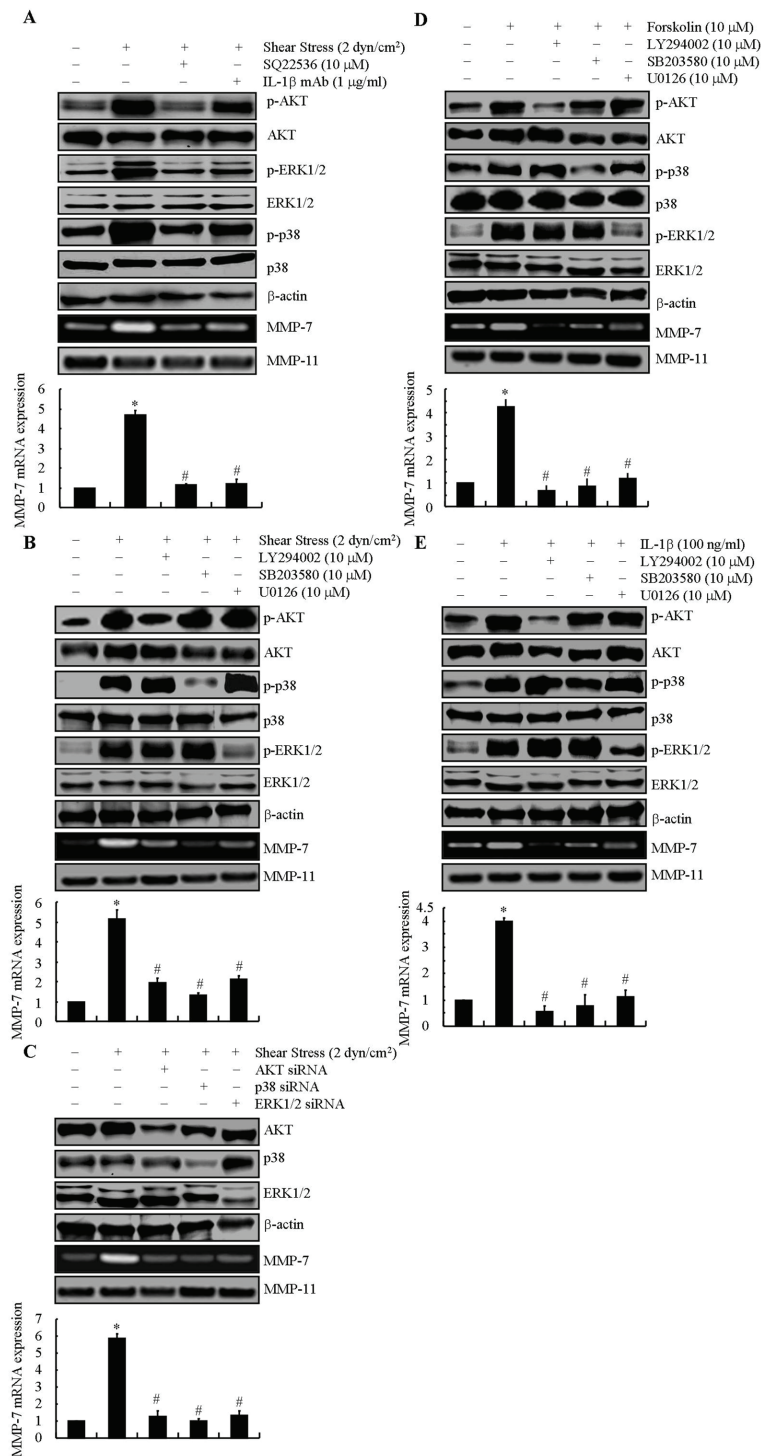 A
– + + + Shear Stress (2 dyn/cm²)
– – + – SQ22536 (10 μM)
– – – + IL-1β mAb (1 μg/ml)
p-AKT
AKT
p-ERK1/2
ERK1/2
p-p38
p38
β-actin
MMP-7
MMP-11
MMP-7 mRNA expression
6
5
4
3
2
1
0
*
#
#
B
– + + + + Shear Stress (2 dyn/cm²)
– – + – – LY294002 (10 μM)
– – – + – SB203580 (10 μM)
– – – – + U0126 (10 μM)
p-AKT
AKT
p-p38
p38
p-ERK1/2
ERK1/2
β-actin
MMP-7
MMP-11
MMP-7 mRNA expression
6
5
4
3
2
1
0
*
#
#
#
C
– + + + + Shear Stress (2 dyn/cm²)
– – + – – AKT siRNA
– – – + – p38 siRNA
– – – – + ERK1/2 siRNA
AKT
p38
ERK1/2
β-actin
MMP-7
MMP-11
MMP-7 mRNA expression
7
6
5
4
3
2
1
0
*
#
#
#
D
– + + + + Forskolin (10 μM)
– – + – – LY294002 (10 μM)
– – – + – SB203580 (10 μM)
– – – – + U0126 (10 μM)
p-AKT
AKT
p-p38
p38
p-ERK1/2
ERK1/2
β-actin
MMP-7
MMP-11
MMP-7 mRNA expression
5
4
3
2
1
0
*
#
#
#
E
– + + + + IL-1β (100 ng/ml)
– – + – – LY294002 (10 μM)
– – – + – SB203580 (10 μM)
– – – – + U0126 (10 μM)
p-AKT
AKT
p-p38
p38
p-ERK1/2
ERK1/2
β-actin
MMP-7
MMP-11
MMP-7 mRNA expression
4.5
4
3
2
1
0
*
#
#
#